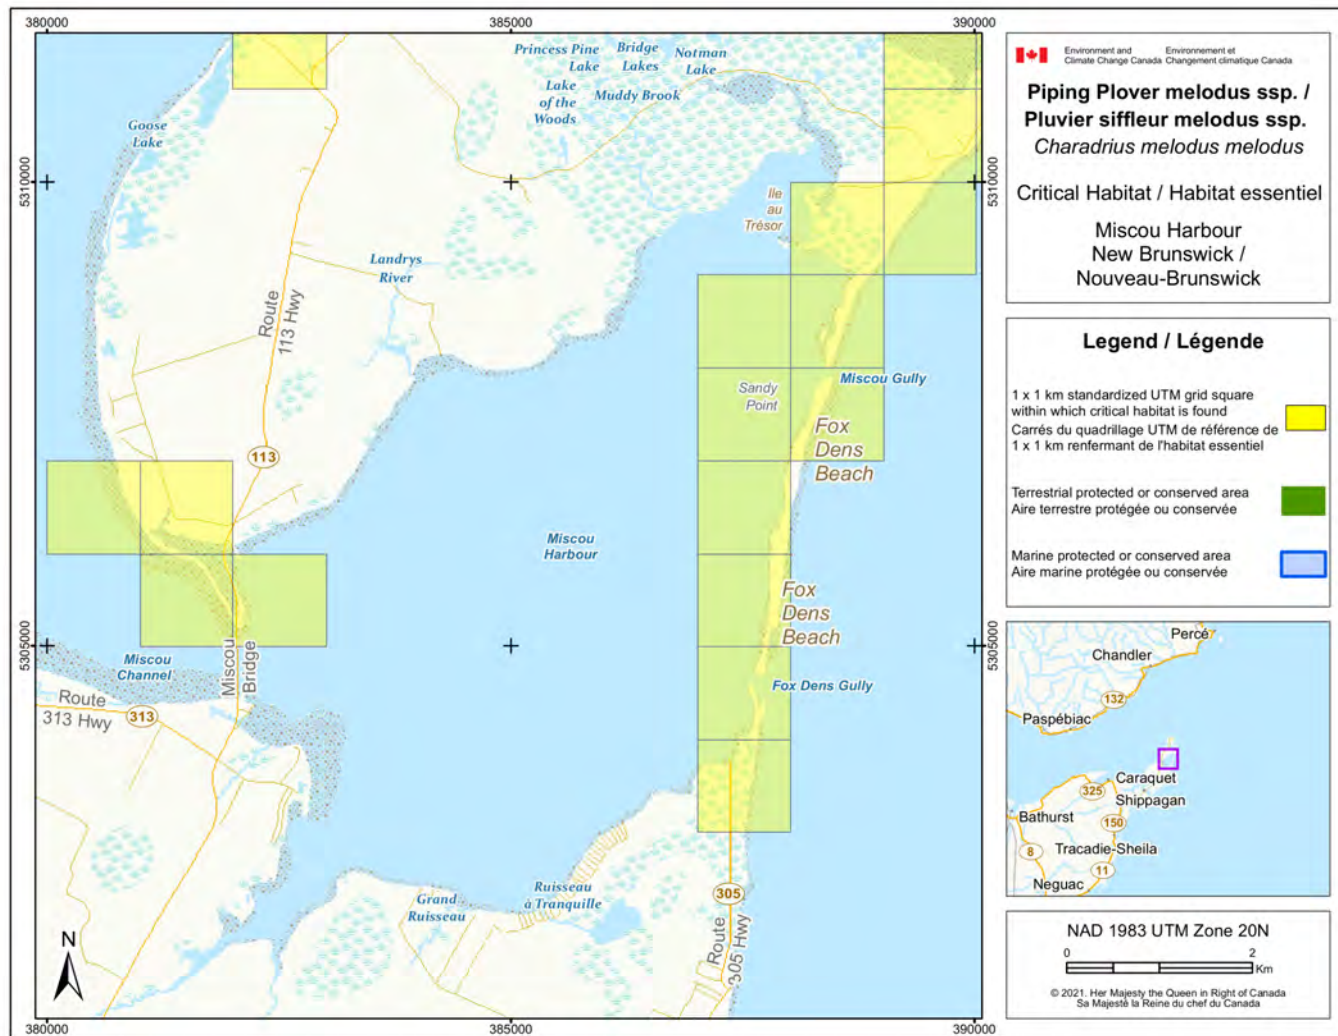 380000
385000
390000
5310000
5310000
5305000
5305000
380000
385000
390000
Princess Pine
Lake
Bridge
Lakes
Notman
Lake
Lake
of the
Woods
Muddy Brook
Goose
Lake
Ile
au
Trésor
Landrys
River
Route
113 Hwy
Miscou Gully
Sandy
Point
Fox
Dens
Beach
113
Miscou
Harbour
Fox
Dens
Beach
Miscou
Channel
Miscou
Bridge
Fox Dens Gully
Route
313 Hwy
313
Ruisseau
à Tranquille
Grand
Ruisseau
305
Route
305 Hwy
N
Environment and
Climate Change Canada
Environnement et
Changement climatique Canada
Piping Plover melodus ssp. /
Pluvier siffleur melodus ssp.
Charadrius melodus melodus
Critical Habitat / Habitat essentiel
Miscou Harbour
New Brunswick /
Nouveau-Brunswick
Legend / Légende
1 x 1 km standardized UTM grid square
within which critical habitat is found
Carrés du quadrillage UTM de référence de
1 x 1 km renfermant de l'habitat essentiel
Terrestrial protected or conserved area
Aire terrestre protégée ou conservée
Marine protected or conserved area
Aire marine protégée ou conservée
Percé
Chandler
132
Paspébiac
Caraquet
325
Shippagan
Bathurst
150
8
Tracadie-Sheila
11
Neguac
NAD 1983 UTM Zone 20N
0 2
Km
© 2021. Her Majesty the Queen in Right of Canada
Sa Majesté la Reine du chef du Canada